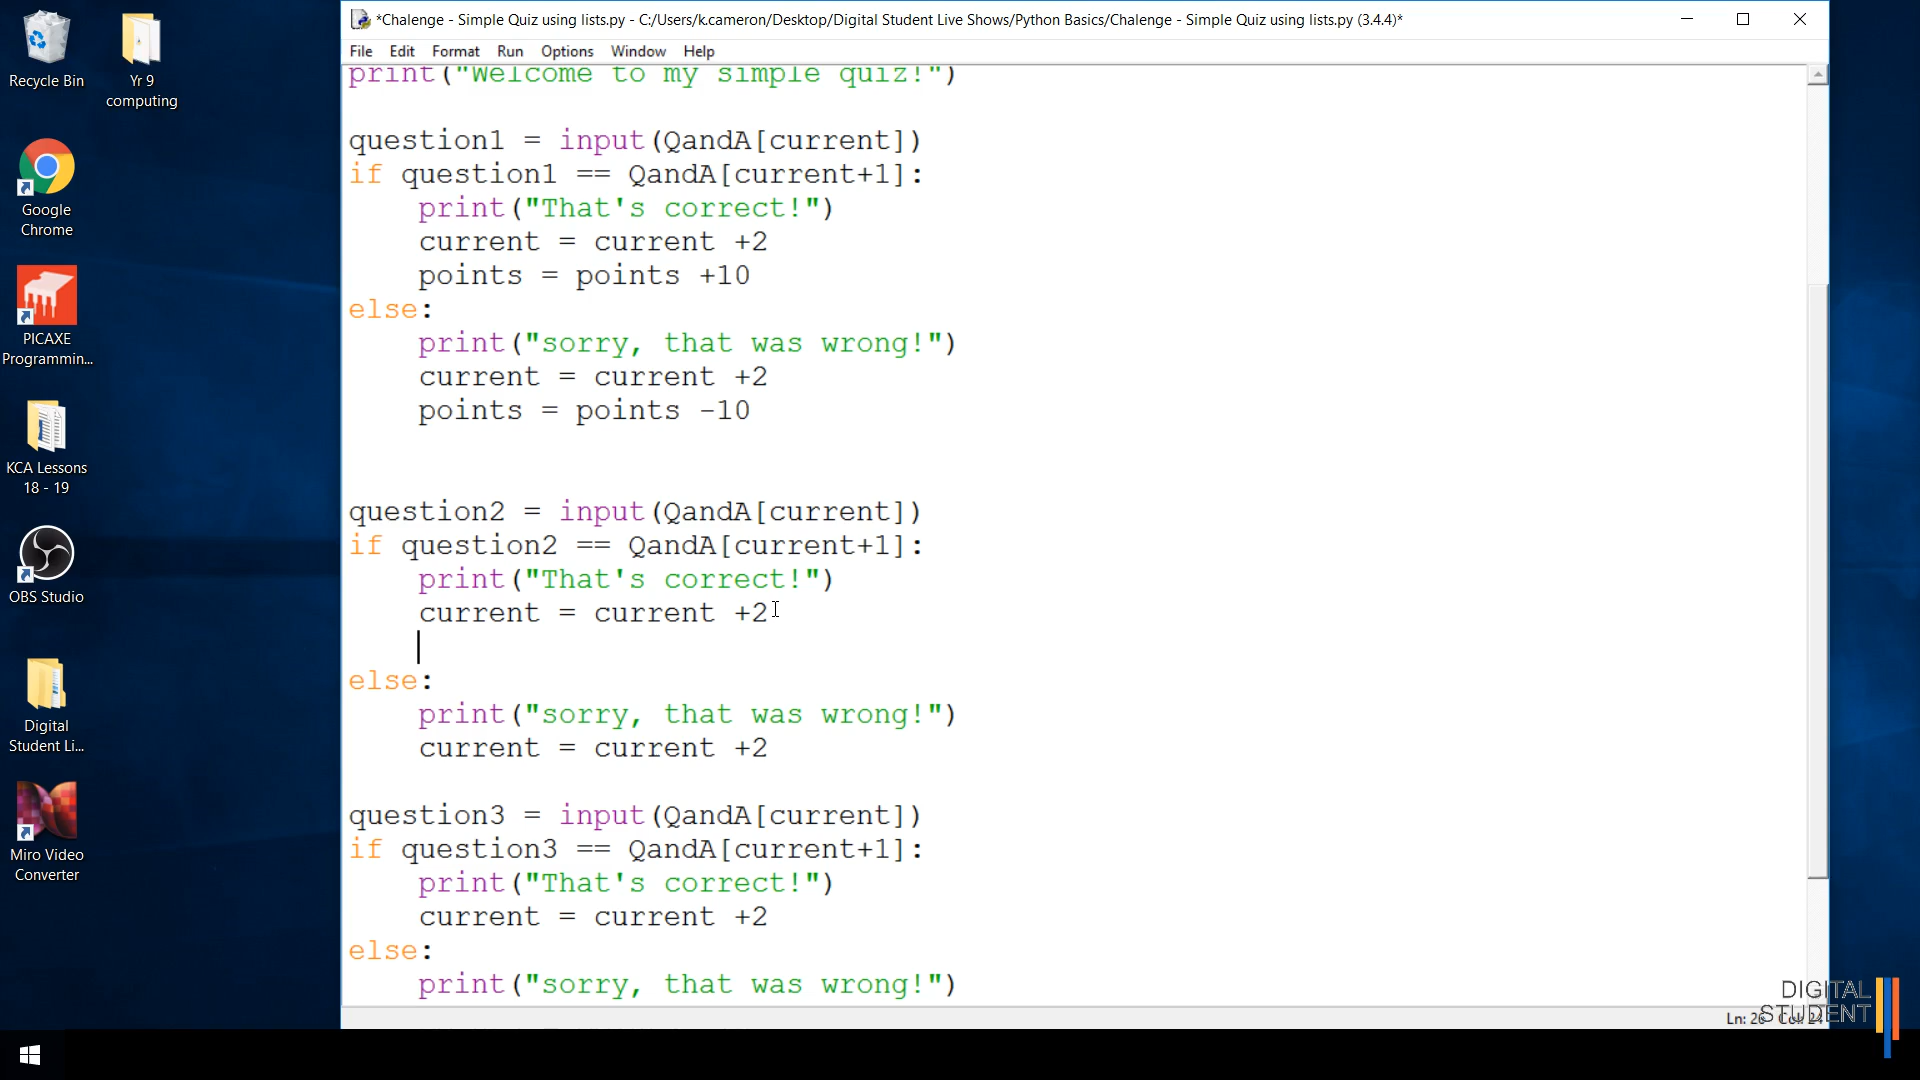 *Chalenge - Simple Quiz using lists.py - C:/Users/k.cameron/Desktop/Digital Student Live Shows/Python Basics/Chalenge - Simple Quiz using lists.py (3.4.4)*
File Edit Format Run Options Window Help
print("Welcome to my simple quiz!")
question1 = input(QandA[current])
if question1 == QandA[current+1]:
    print("That's correct!")
    current = current +2
    points = points +10
else:
    print("sorry, that was wrong!")
    current = current +2
    points = points -10
question2 = input(QandA[current])
if question2 == QandA[current+1]:
    print("That's correct!")
    current = current +2
else:
    print("sorry, that was wrong!")
    current = current +2
question3 = input(QandA[current])
if question3 == QandA[current+1]:
    print("That's correct!")
    current = current +2
else:
    print("sorry, that was wrong!")
Recycle Bin
Yr 9
computing
Google
Chrome
PICAXE
Programmin...
KCA Lessons
18 - 19
OBS Studio
Digital
Student Li...
Miro Video
Converter
DIGITAL
STUDENT
Ln: